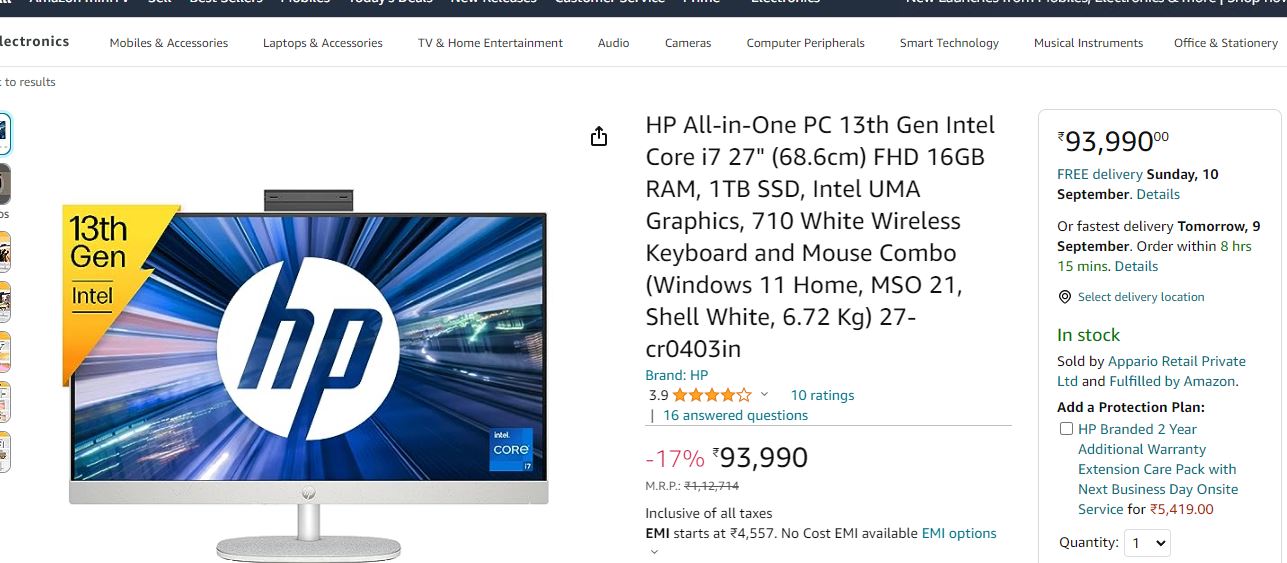 Sell
Best Sellers
Mobiles
Today's Deals
New Releases
Customer Service
Prime
Electronics
New Launches from Mobiles, Electronics & more | Shop now
lectronics
Mobiles & Accessories
Laptops & Accessories
TV & Home Entertainment
Audio
Cameras
Computer Peripherals
Smart Technology
Musical Instruments
Office & Stationery
to results
13th
Gen
Intel
hp
intel.
CORE
i7
HP All-in-One PC 13th Gen Intel
Core i7 27" (68.6cm) FHD 16GB
RAM, 1TB SSD, Intel UMA
Graphics, 710 White Wireless
Keyboard and Mouse Combo
(Windows 11 Home, MSO 21,
Shell White, 6.72 Kg) 27-
cr0403in
Brand: HP
3.9
10 ratings
| 16 answered questions
-17% ₹93,990
M.R.P.: ₹1,12,714
Inclusive of all taxes
EMI starts at ₹4,557. No Cost EMI available EMI options
₹93,99000
FREE delivery Sunday, 10
September. Details
Or fastest delivery Tomorrow, 9
September. Order within 8 hrs
15 mins. Details
Select delivery location
In stock
Sold by Appario Retail Private
Ltd and Fulfilled by Amazon.
Add a Protection Plan:
HP Branded 2 Year
Additional Warranty
Extension Care Pack with
Next Business Day Onsite
Service for ₹5,419.00
Quantity: 1